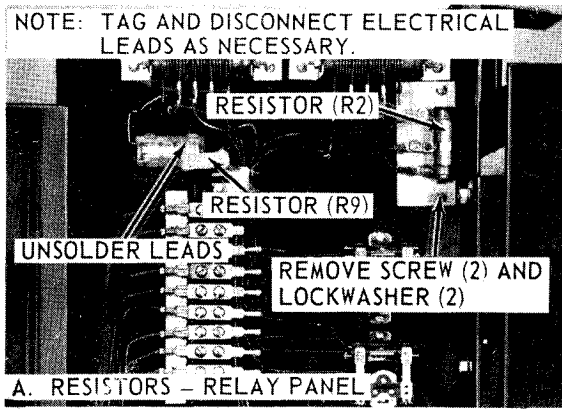 NOTE: TAG AND DISCONNECT ELECTRICAL
LEADS AS NECESSARY.
RESISTOR (R2)
RESISTOR (R9)
UNSOLDER LEADS
REMOVE SCREW (2) AND
LOCKWASHER (2)
A. RESISTORS – RELAY PANEL